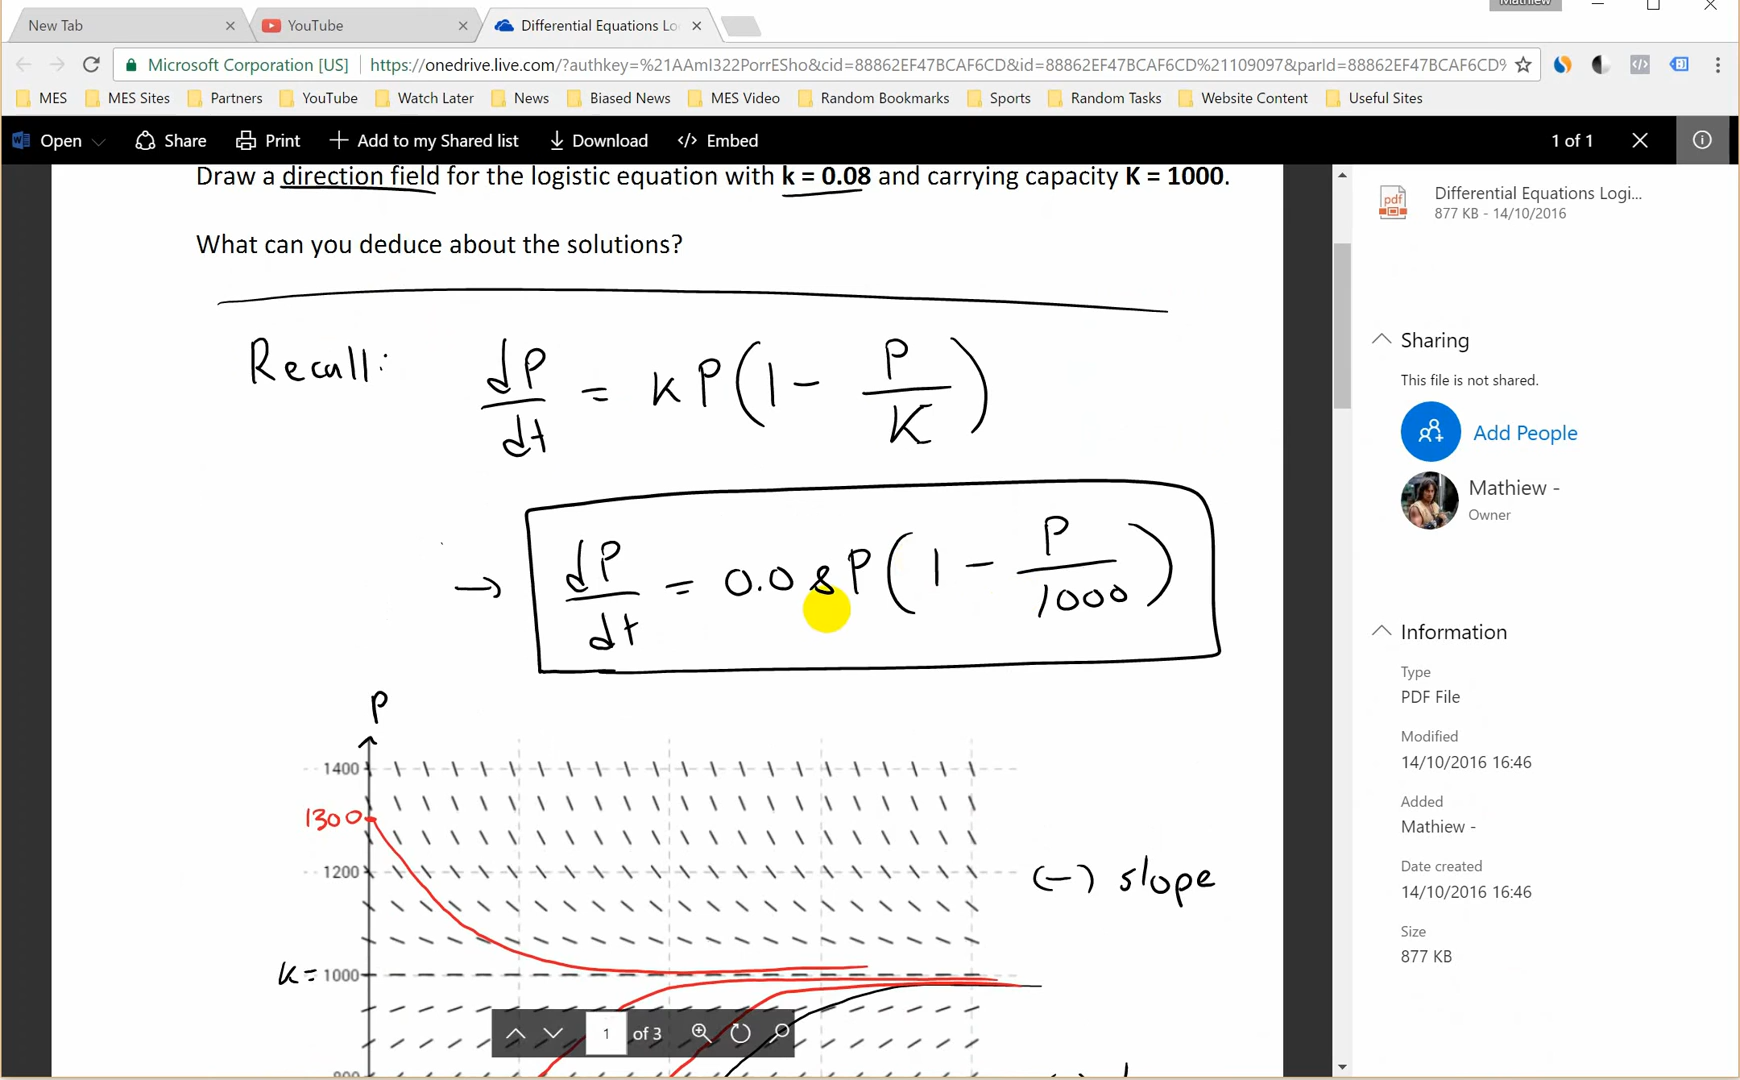 Mathiew
New Tab
YouTube
Differential Equations Lo
Microsoft Corporation [US]
https://onedrive.live.com/?authkey=%21AAmI322PorrESho&cid=88862EF47BCAF6CD&id=88862EF47BCAF6CD%21109097&parId=88862EF47BCAF6CD%
MES
MES Sites
Partners
YouTube
Watch Later
News
Biased News
MES Video
Random Bookmarks
Sports
Random Tasks
Website Content
Useful Sites
Open
Share
Print
Add to my Shared list
Download
</> Embed
1 of 1
Draw a direction field for the logistic equation with k = 0.08 and carrying capacity K = 1000.
What can you deduce about the solutions?
Recall: dP/dt = kP(1 - P/K)
→ dP/dt = 0.08P(1 - P/1000)
P
1400
1300
1200
(-) slope
K = 1000
800
1 of 3
pdf
Differential Equations Logi...
877 KB - 14/10/2016
Sharing
This file is not shared.
Add People
Mathiew -
Owner
Information
Type
PDF File
Modified
14/10/2016 16:46
Added
Mathiew -
Date created
14/10/2016 16:46
Size
877 KB